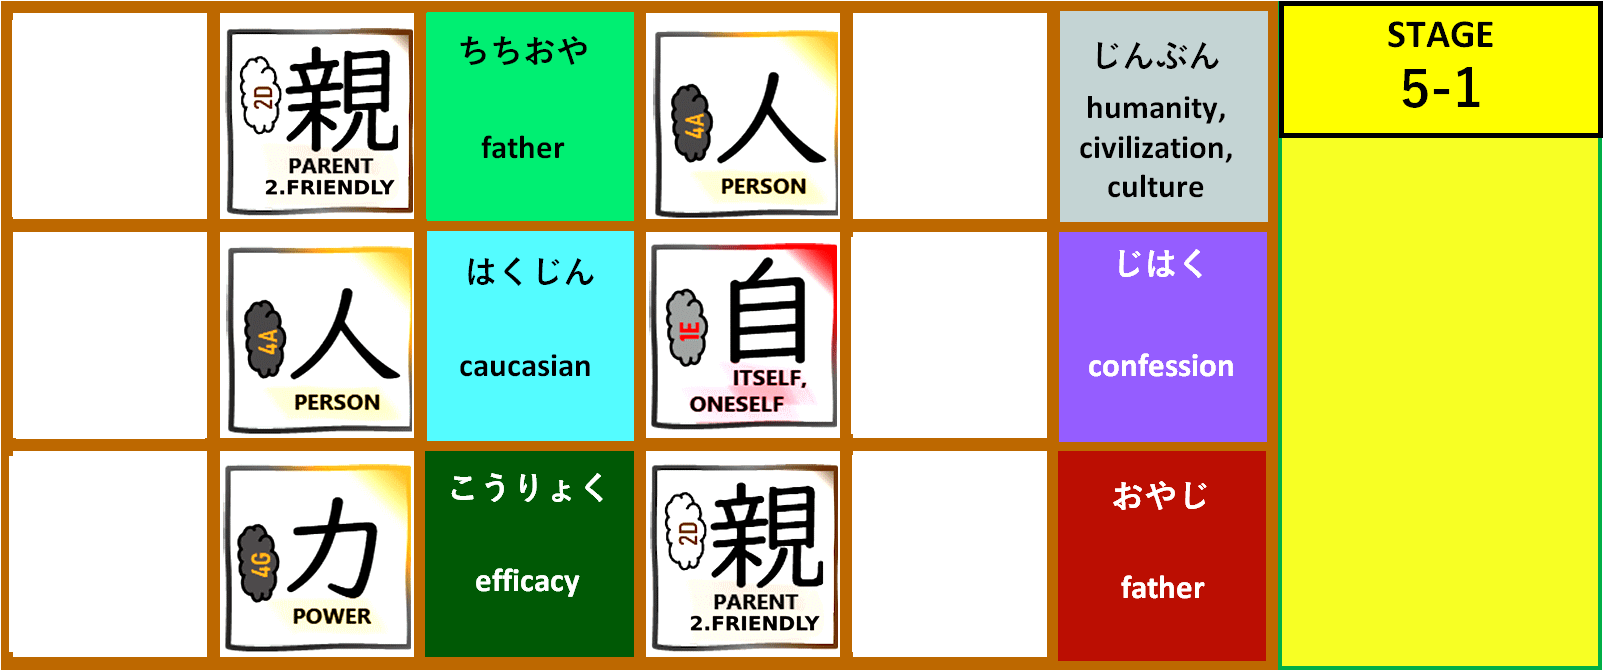 2D
親
PARENT
2.FRIENDLY
ちちおや
father
4A
人
PERSON
じんぶん
humanity,
civilization,
culture
STAGE
5-1
4A
人
PERSON
はくじん
caucasian
1E
自
ITSELF,
ONESELF
じはく
confession
4G
力
POWER
こうりょく
efficacy
2D
親
PARENT
2.FRIENDLY
おやじ
father